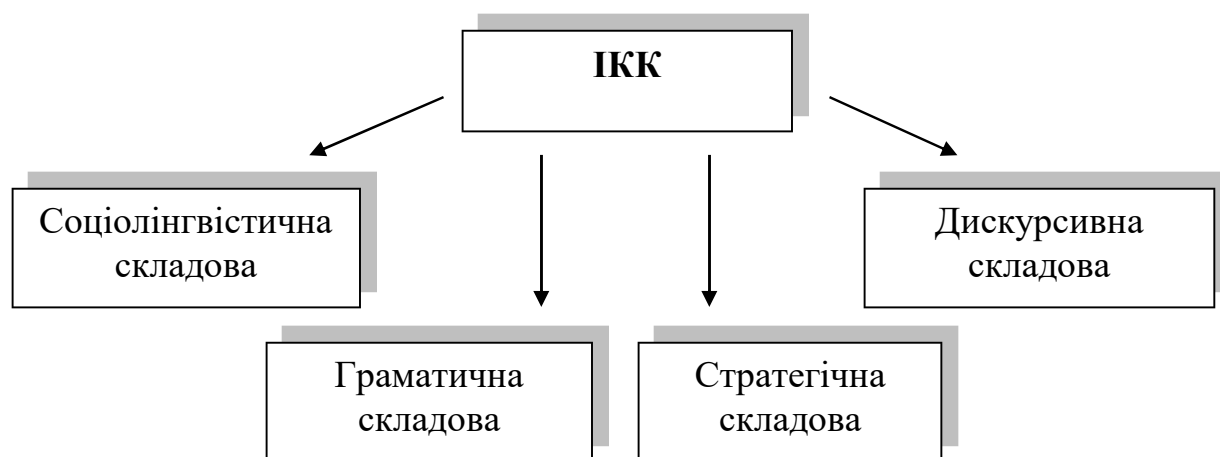 ІКК
Соціолінгвістична
складова
Дискурсивна
складова
Граматична
складова
Стратегічна
складова